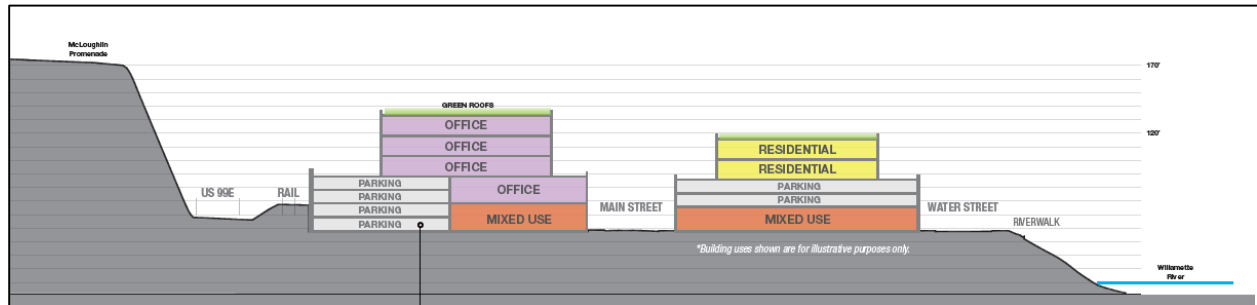 McLoughlin
Promenade
170'
GREEN ROOFS
OFFICE
120'
OFFICE
RESIDENTIAL
OFFICE
RESIDENTIAL
PARKING
PARKING
US 99E
RAIL
PARKING
OFFICE
PARKING
PARKING
MAIN STREET
WATER STREET
MIXED USE
MIXED USE
PARKING
RIVERWALK
*Building uses shown are for illustrative purposes only.
Willamette
River